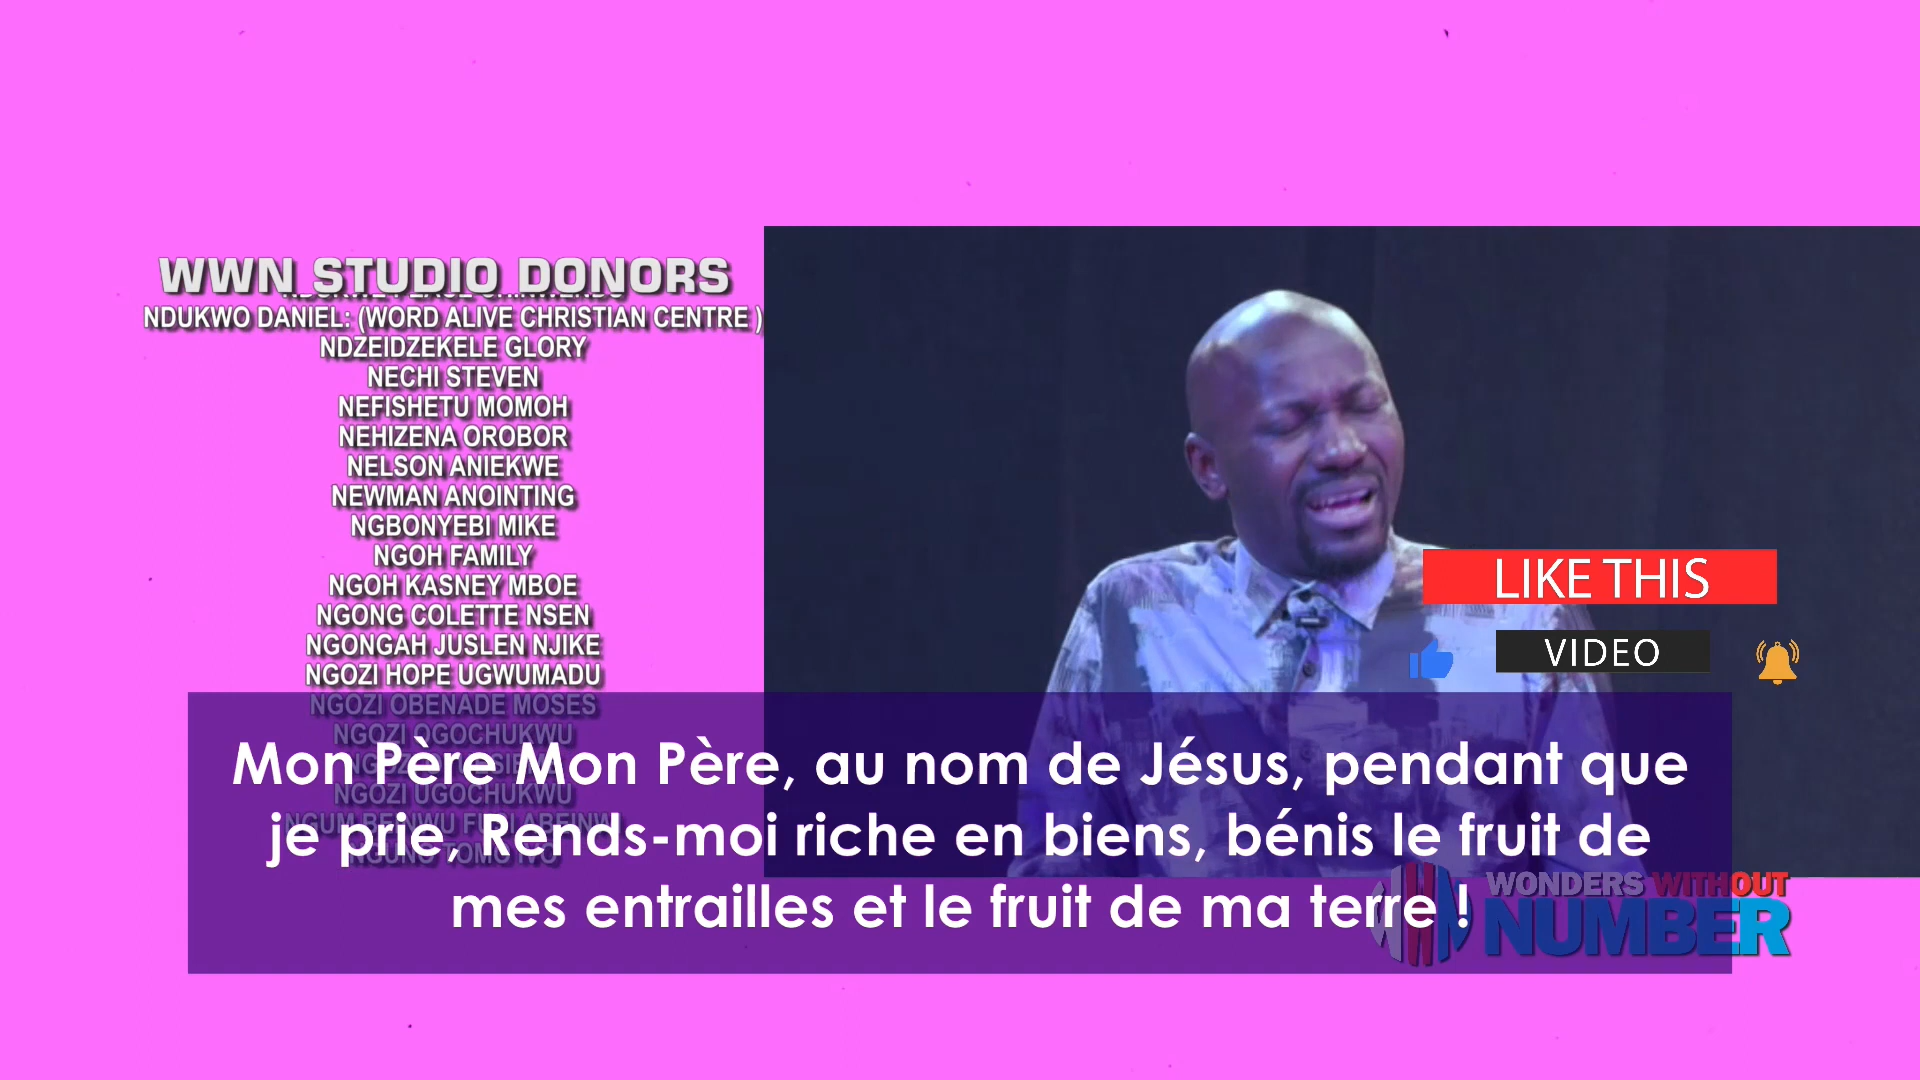 WWN STUDIO DONORS
NDUKWO DANIEL: (WORD ALIVE CHRISTIAN CENTRE )
NDZEIDZEKELE GLORY
NECHI STEVEN
NEFISHETU MOMOH
NEHIZENA OROBOR
NELSON ANIEKWE
NEWMAN ANOINTING
NGBONYEBI MIKE
NGOH FAMILY
NGOH KASNEY MBOE
NGONG COLETTE NSEN
NGONGAH JUSLEN NJIKE
NGOZI HOPE UGWUMADU
NGOZI OBENADE MOSES
NGOZI OGOCHUKWU
NGOZI UGOCHUKWU
LIKE THIS
VIDEO
Mon Père Mon Père, au nom de Jésus, pendant que
je prie, Rends-moi riche en biens, bénis le fruit de
mes entrailles et le fruit de ma terre !
WONDERS WITHOUT
NUMBER